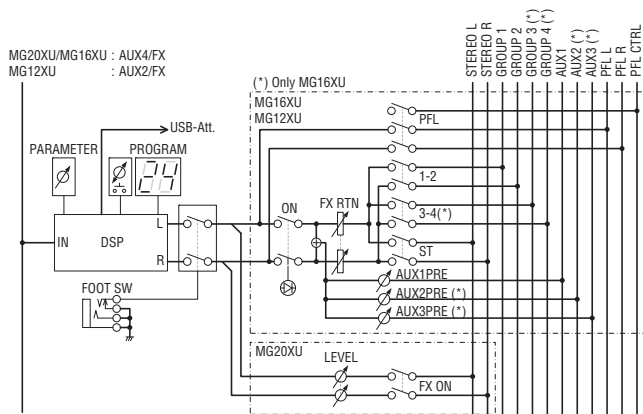 MG20XU/MG16XU : AUX4/FX
MG12XU : AUX2/FX
STEREO L
STEREO R
GROUP 1
GROUP 2
GROUP 3 (*)
GROUP 4 (*)
AUX1
AUX2 (*)
AUX3 (*)
PFL L
PFL R
PFL CTRL
(*) Only MG16XU
MG16XU
MG12XU
USB-Att.
PFL
PARAMETER
PROGRAM
24
1-2
ON
FX RTN
3-4(*)
L
IN
DSP
ST
R
AUX1PRE
FOOT SW
AUX2PRE (*)
AUX3PRE (*)
MG20XU
LEVEL
FX ON